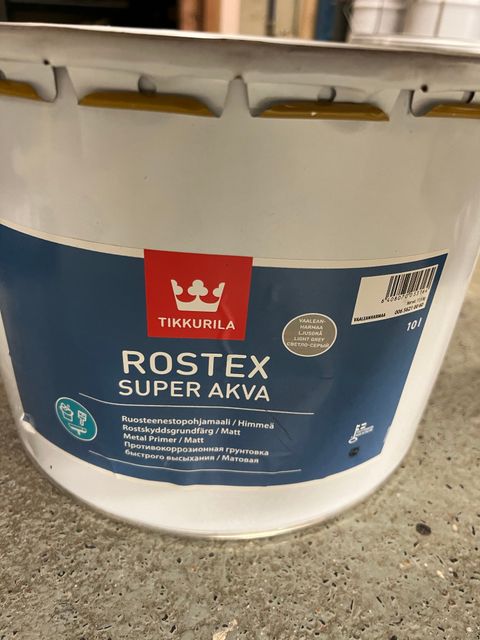 TIKKURILA
VAALEAN-
HARMAA
LJUSGRÅ
LIGHT GREY
СВЕТЛО-СЕРЫЙ
VAALEANHARMAA
10 l
ROSTEX
SUPER AKVA
Ruosteenestopohjamaali / Himmeä
Rostskyddsgrundfärg / Matt
Metal Primer / Matt
Противокоррозионная грунтовка
быстрого высыхания / Матовая